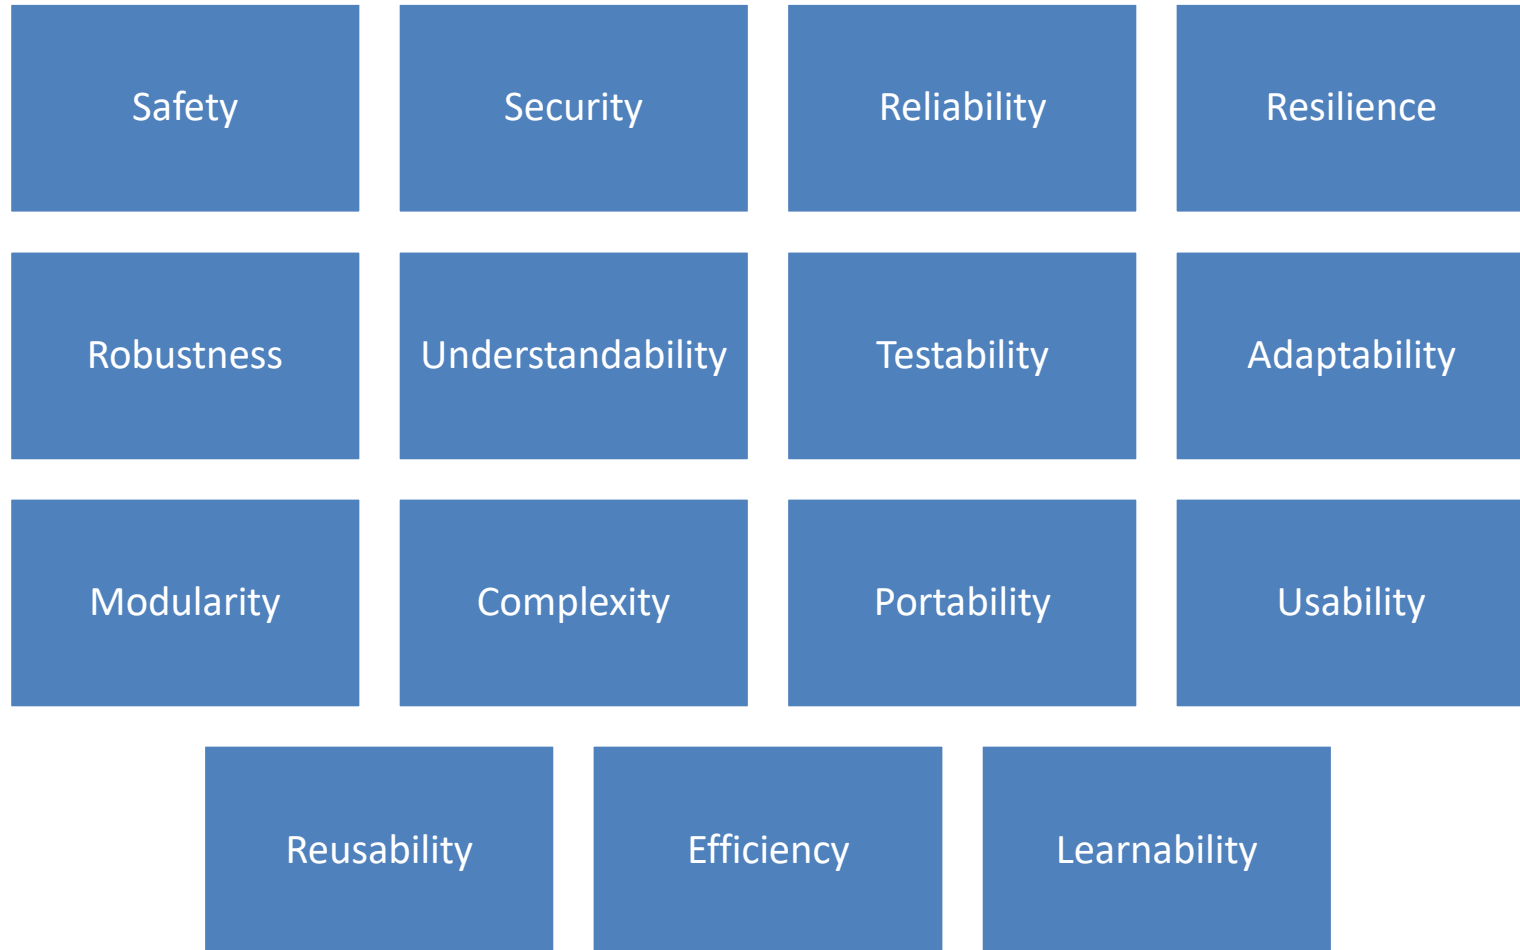 Safety
Security
Reliability
Resilience
Robustness
Understandability
Testability
Adaptability
Modularity
Complexity
Portability
Usability
Reusability
Efficiency
Learnability